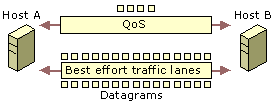 Host A
Host B
QoS
Best effort traffic lanes
Datagrams